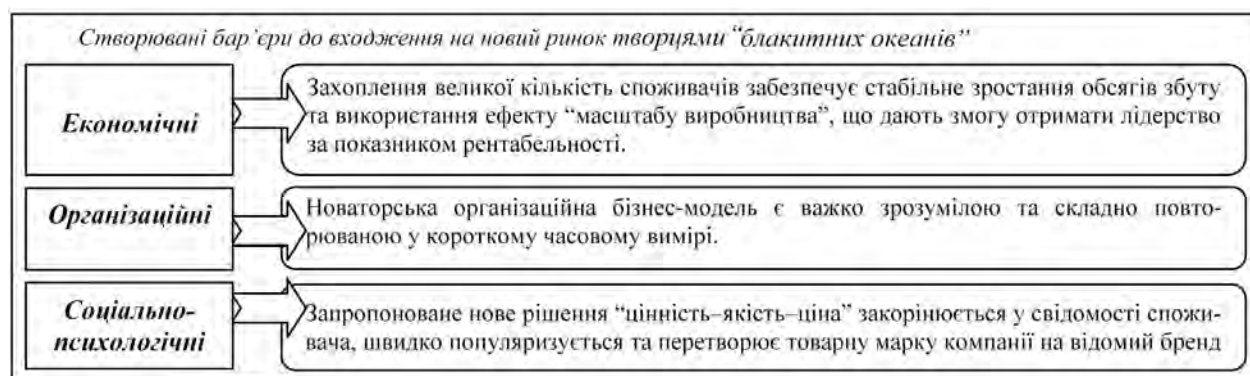 Створювані бар’єри до входження на новий ринок творцями “блакитних океанів”
Економічні
Захоплення великої кількість споживачів забезпечує стабільне зростання обсягів збуту
та використання ефекту “масштабу виробництва”, що дають змогу отримати лідерство
за показником рентабельності.
Організаційні
Новаторська організаційна бізнес-модель є важко зрозумілою та складно повто-
рюваною у короткому часовому вимірі.
Соціально-
психологічні
Запропоноване нове рішення “цінність–якість–ціна” закорінюється у свідомості спожи-
вача, швидко популяризується та перетворює товарну марку компанії на відомий бренд